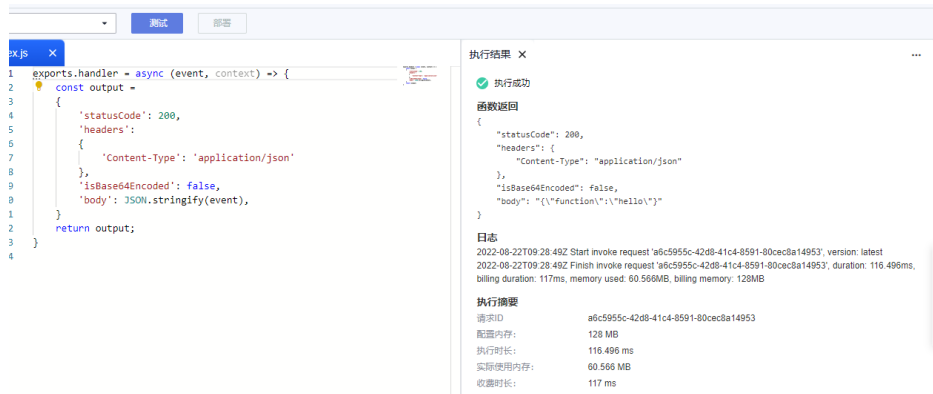 测试
部署
ex.js ×
执行结果 ×
...
1 exports.handler = async (event, context) => {
2 const output =
3 {
4 'statusCode': 200,
5 'headers':
6 {
7 'Content-Type': 'application/json'
8 },
9 'isBase64Encoded': false,
0 'body': JSON.stringify(event),
1 }
2 return output;
3 }
4
执行成功
函数返回
{
"statusCode": 200,
"headers": {
"Content-Type": "application/json"
},
"isBase64Encoded": false,
"body": "{\"function\":\"hello\"}"
}
日志
2022-08-22T09:28:49Z Start invoke request 'a6c5955c-42d8-41c4-8591-80cec8a14953', version: latest
2022-08-22T09:28:49Z Finish invoke request 'a6c5955c-42d8-41c4-8591-80cec8a14953', duration: 116.496ms,
billing duration: 117ms, memory used: 60.566MB, billing memory: 128MB
执行摘要
请求ID a6c5955c-42d8-41c4-8591-80cec8a14953
配置内存: 128 MB
执行时长: 116.496 ms
实际使用内存: 60.566 MB
收费时长: 117 ms